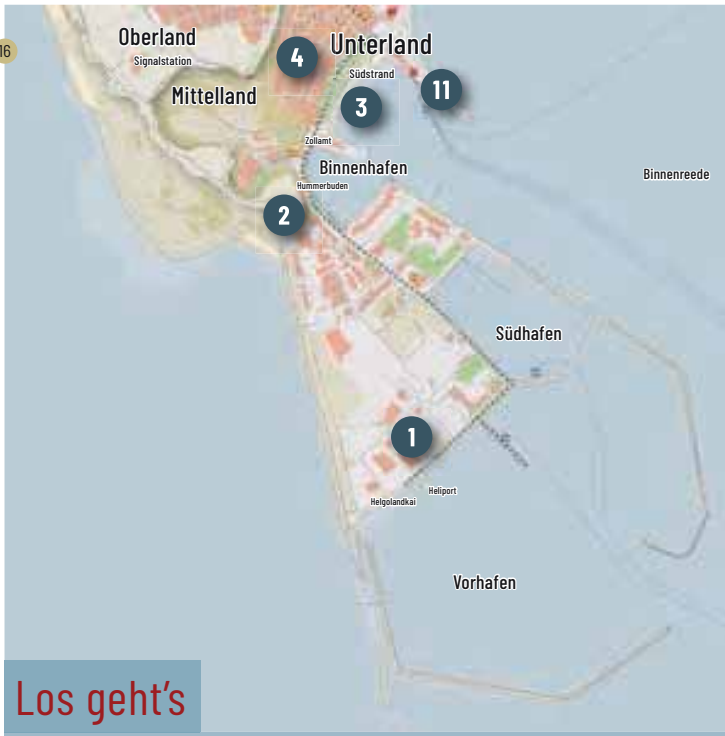 Oberland
Unterland
16
4
Signalstation
Südstrand
Mittelland
3
11
Zollamt
Binnenhafen
Binnenreede
Hummerbuden
2
Südhafen
1
Heliport
Helgolandkai
Vorhafen
Los geht's